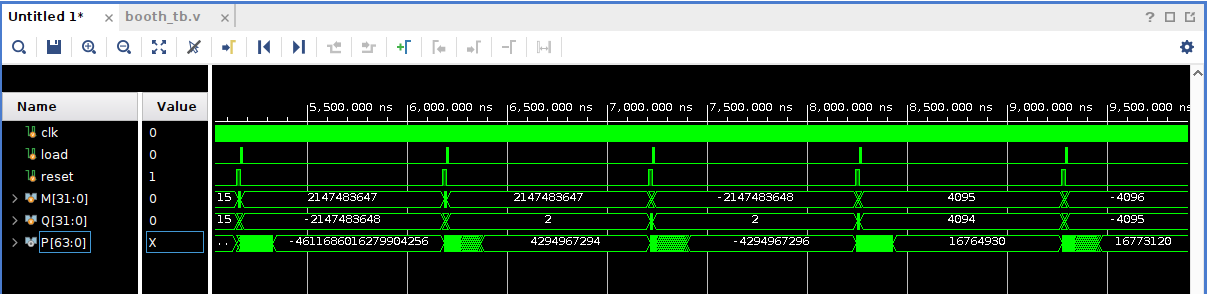 Untitled 1* × booth_tb.v × ?
Name Value
5,500.000 ns 6,000.000 ns 6,500.000 ns 7,000.000 ns 7,500.000 ns 8,000.000 ns 8,500.000 ns 9,000.000 ns 9,500.000 ns
clk 0
load 0
reset 1
M[31:0] 0 15 2147483647 2147483647 -2147483648 4095 -4096
Q[31:0] 0 15 -2147483648 2 2 4094 -4095
P[63:0] X .. -4611686016279904256 4294967294 -4294967296 16764930 16773120